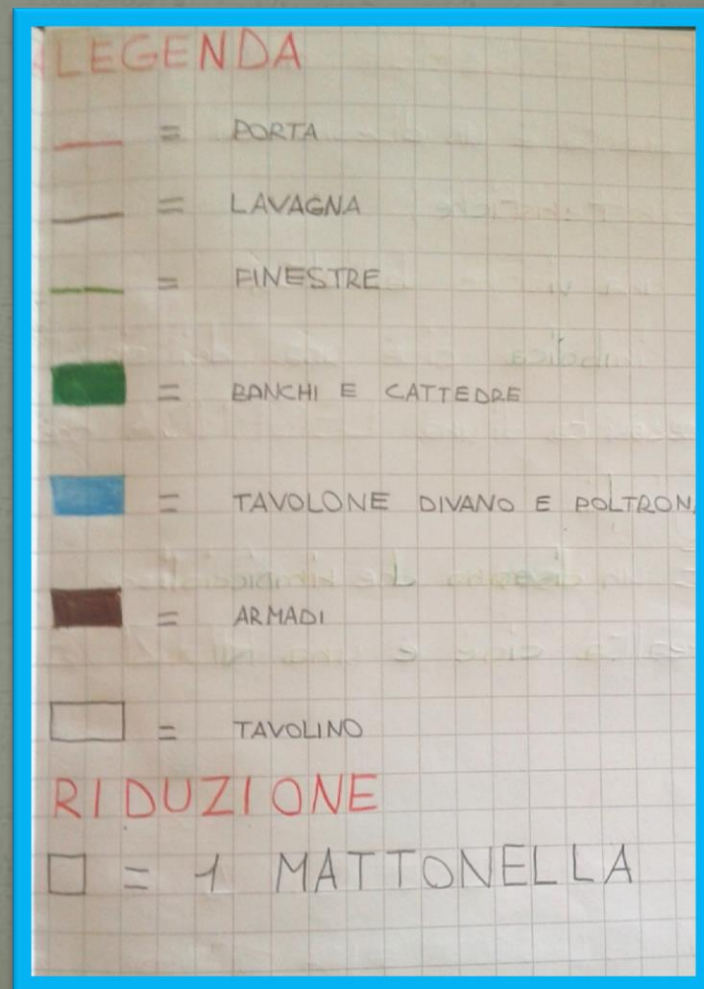 LEGENDA
= PORTA
= LAVAGNA
= FINESTRE
= BANCHI E CATTEDRE
= TAVOLONE DIVANO E POLTRON
= ARMADI
= TAVOLINO
RIDUZIONE
= 1 MATTONELLA